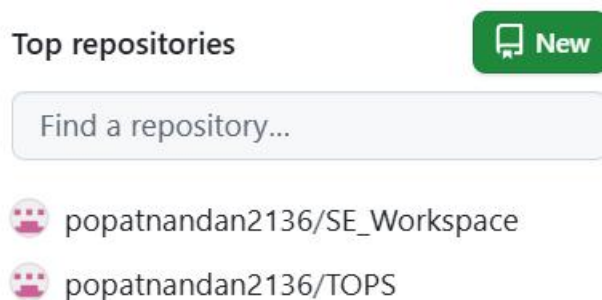 Top repositories
New
Find a repository...
popatnandan2136/SE_Workspace
popatnandan2136/TOPS